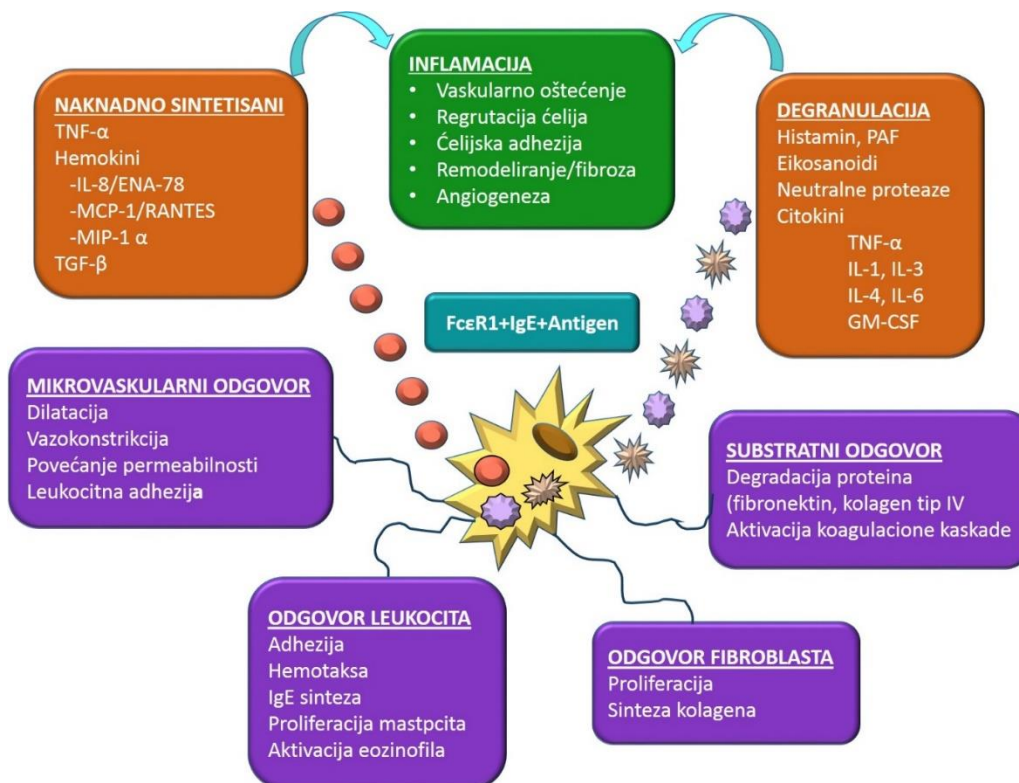 NAKNADNO SINTETISANI
TNF-α
Hemokini
-IL-8/ENA-78
-MCP-1/RANTES
-MIP-1 α
TGF-β
INFLAMACIJA
• Vaskularno oštećenje
• Regrutacija ćelija
• Ćelijska adhezija
• Remodeliranje/fibroza
• Angiogeneza
DEGRANULACIJA
Histamin, PAF
Eikosanoidi
Neutralne proteaze
Citokini
TNF-α
IL-1, IL-3
IL-4, IL-6
GM-CSF
FcεR1+IgE+Antigen
MIKROVASKULARNI ODGOVOR
Dilatacija
Vazokonstrikcija
Povećanje permeabilnosti
Leukocitna adhezija
SUBSTRATNI ODGOVOR
Degradacija proteina
(fibronektin, kolagen tip IV
Aktivacija koagulacione kaskade
ODGOVOR LEUKOCITA
Adhezija
Hemotaksa
IgE sinteza
Proliferacija mastpcita
Aktivacija eozinofila
ODGOVOR FIBROBLASTA
Proliferacija
Sinteza kolagena